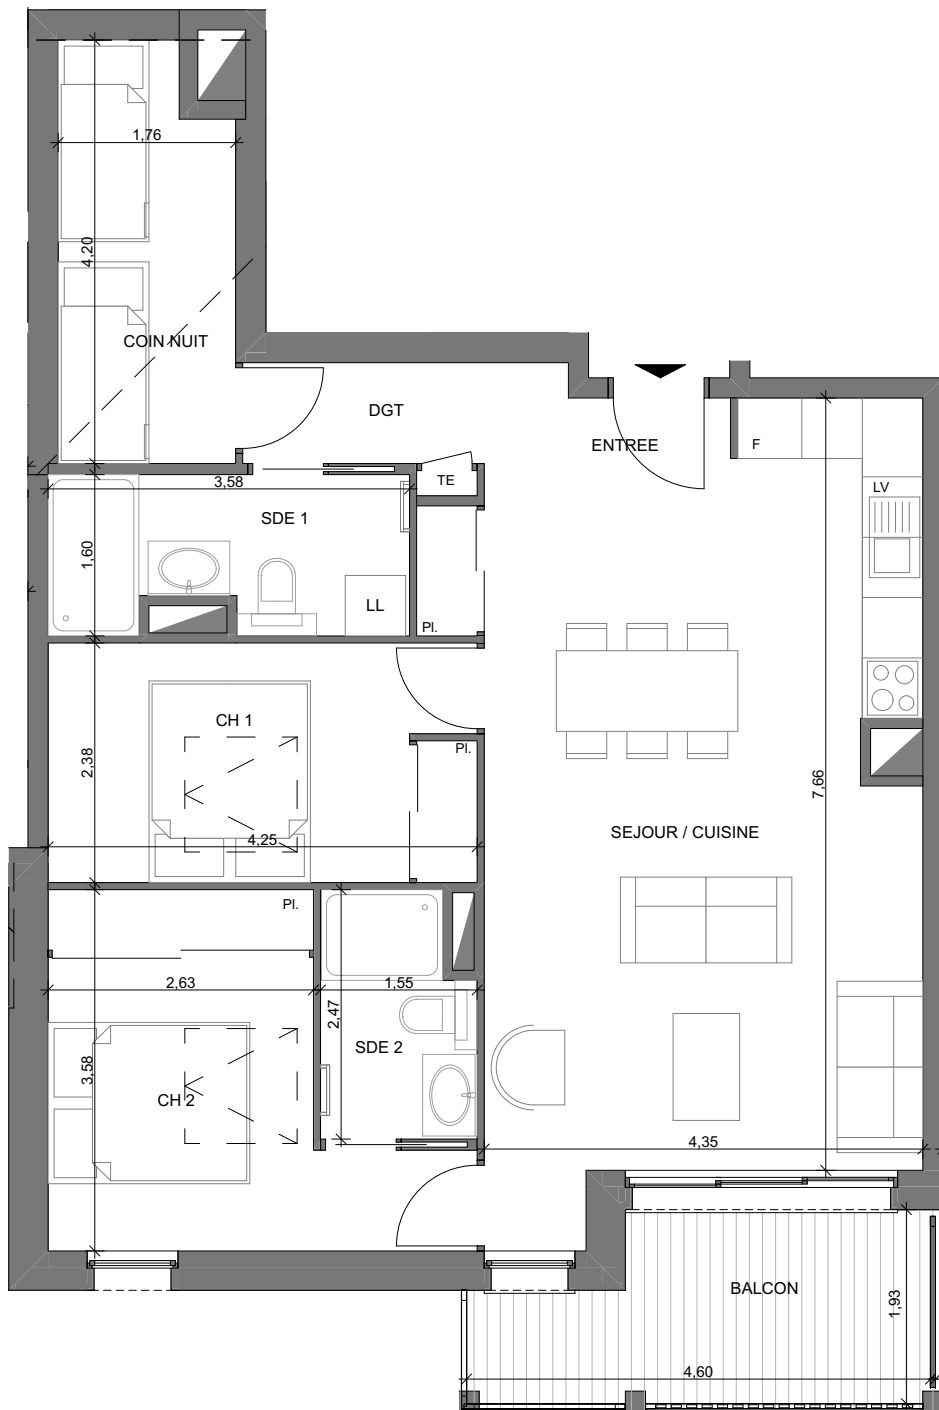 1,76
4,20
COIN NUIT
DGT
ENTREE
F
TE
LV
3,58
SDE 1
1,60
LL
Pl.
CH 1
Pl.
2,38
7,66
SEJOUR / CUISINE
4,25
Pl.
2,63
1,55
2,47
SDE 2
3,58
CH 2
4,35
BALCON
1,93
4,60